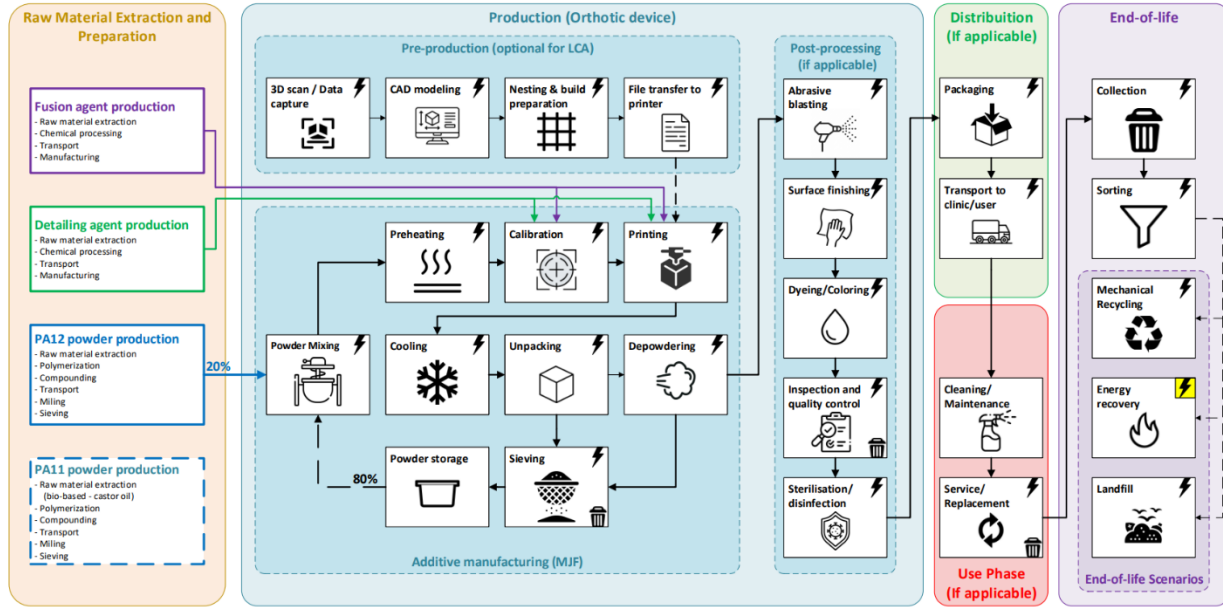 Raw Material Extraction and
Preparation
Fusion agent production
- Raw material extraction
- Chemical processing
- Transport
- Manufacturing
Detailing agent production
- Raw material extraction
- Chemical processing
- Transport
- Manufacturing
PA12 powder production
- Raw material extraction
- Polymerization
- Compounding
- Transport
- Miling
- Sieving
20%
PA11 powder production
- Raw material extraction
(bio-based - castor oil)
- Polymerization
- Compounding
- Transport
- Miling
- Sieving
Production (Orthotic device)
Pre-production (optional for LCA)
3D scan / Data
capture
CAD modeling
Nesting & build
preparation
File transfer to
printer
Preheating
Calibration
Printing
Powder Mixing
Cooling
Unpacking
Depowdering
80%
Powder storage
Sieving
Additive manufacturing (MJF)
Post-processing
(if applicable)
Abrasive
blasting
Surface finishing
Dyeing/Coloring
Inspection and
quality control
Sterilisation/
disinfection
Distribuition
(If applicable)
Packaging
Transport to
clinic/user
Cleaning/
Maintenance
Service/
Replacement
Use Phase
(If applicable)
End-of-life
Collection
Sorting
Mechanical
Recycling
Energy
recovery
Landfill
End-of-life Scenarios